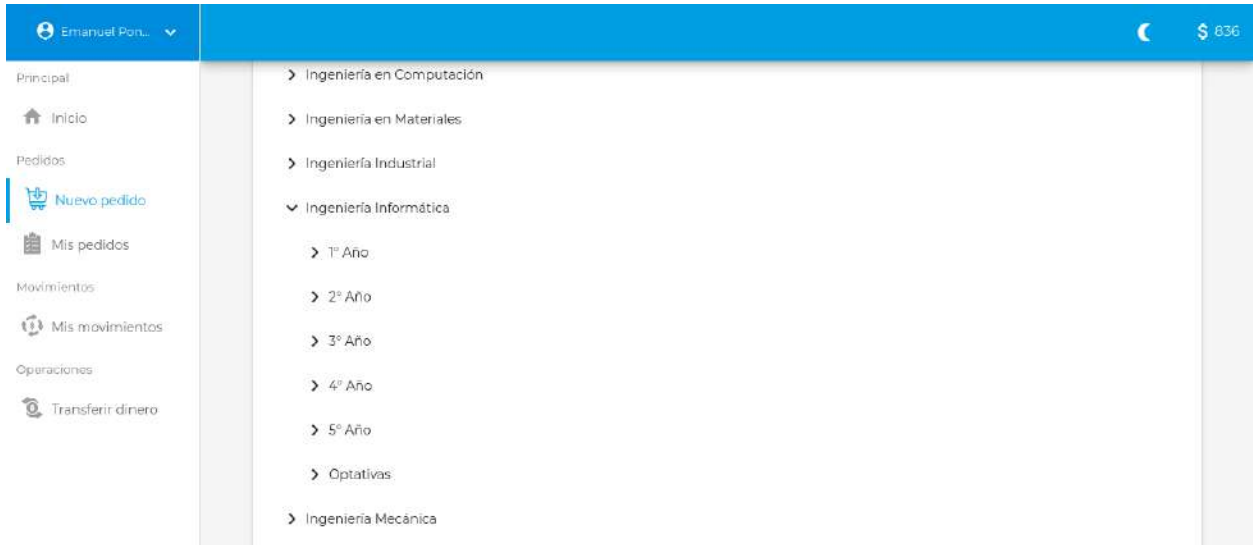 Emanuel Pon...
$ 836
Principal
Inicio
Pedidos
Nuevo pedido
Mis pedidos
Movimientos
Mis movimientos
Operaciones
Transferir dinero
Ingeniería en Computación
Ingeniería en Materiales
Ingeniería Industrial
Ingeniería Informática
1° Año
2° Año
3° Año
4° Año
5° Año
Optativas
Ingeniería Mecánica